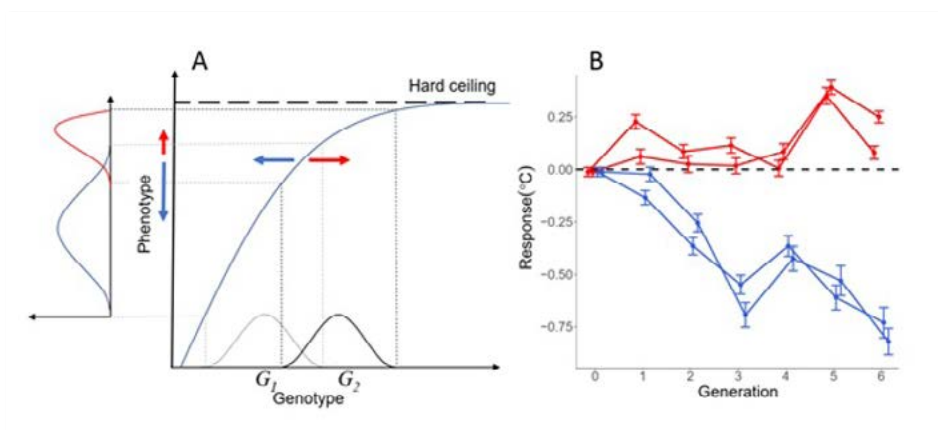 A
Hard ceiling
Phenotype
G1 G2
Genotype
B
Response(°C)
0.25
0.00
−0.25
−0.50
−0.75
0 1 2 3 4 5 6
Generation